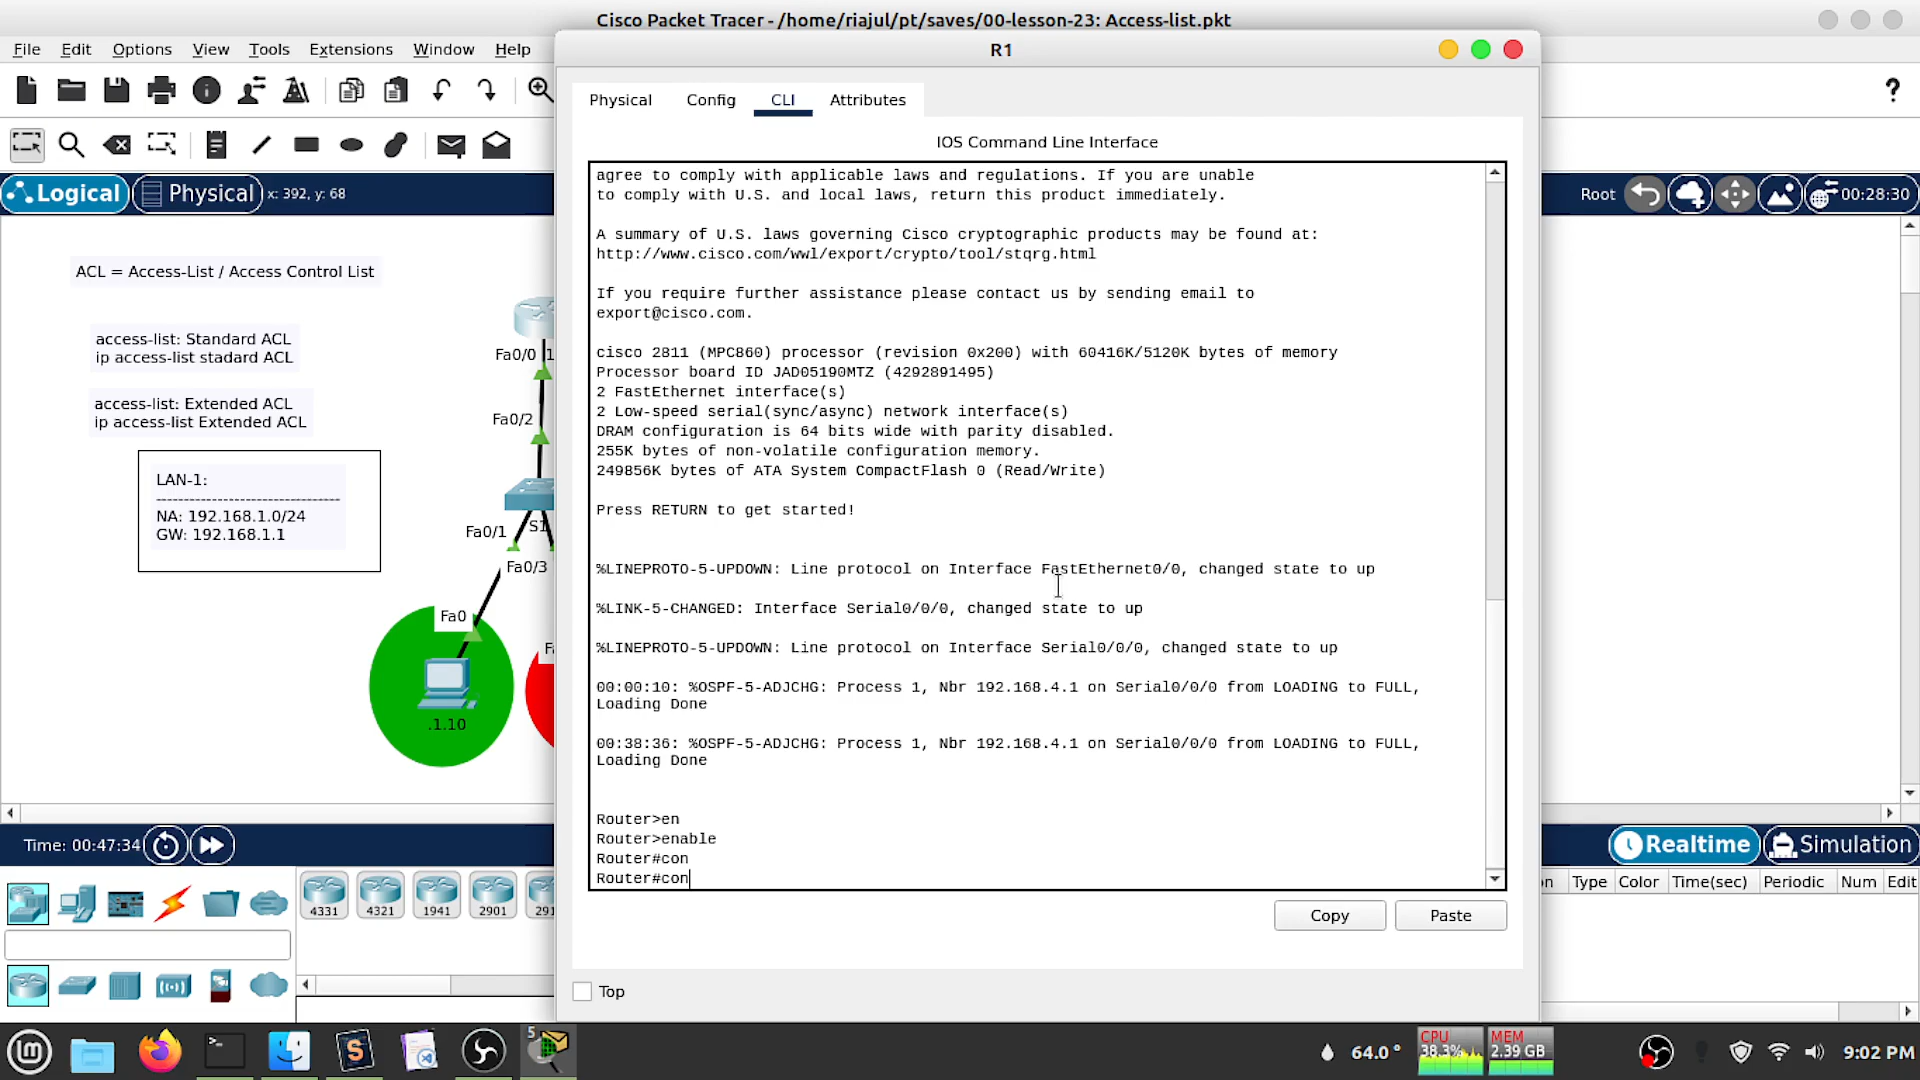 Cisco Packet Tracer - /home/riajul/pt/saves/00-lesson-23: Access-list.pkt
File Edit Options View Tools Extensions Window Help
R1
Physical Config CLI Attributes
IOS Command Line Interface
agree to comply with applicable laws and regulations. If you are unable
to comply with U.S. and local laws, return this product immediately.
A summary of U.S. laws governing Cisco cryptographic products may be found at:
http://www.cisco.com/wwl/export/crypto/tool/stqrg.html
If you require further assistance please contact us by sending email to
export@cisco.com.
cisco 2811 (MPC860) processor (revision 0x200) with 60416K/5120K bytes of memory
Processor board ID JAD05190MTZ (4292891495)
2 FastEthernet interface(s)
2 Low-speed serial(sync/async) network interface(s)
DRAM configuration is 64 bits wide with parity disabled.
255K bytes of non-volatile configuration memory.
249856K bytes of ATA System CompactFlash 0 (Read/Write)
Press RETURN to get started!
%LINEPROTO-5-UPDOWN: Line protocol on Interface FastEthernet0/0, changed state to up
%LINK-5-CHANGED: Interface Serial0/0/0, changed state to up
%LINEPROTO-5-UPDOWN: Line protocol on Interface Serial0/0/0, changed state to up
00:00:10: %OSPF-5-ADJCHG: Process 1, Nbr 192.168.4.1 on Serial0/0/0 from LOADING to FULL,
Loading Done
00:38:36: %OSPF-5-ADJCHG: Process 1, Nbr 192.168.4.1 on Serial0/0/0 from LOADING to FULL,
Loading Done
Router>en
Router>enable
Router#con
Router#con
Copy Paste
Top
Logical Physical x: 392, y: 68
Root 00:28:30
ACL = Access-List / Access Control List
access-list: Standard ACL
ip access-list stadard ACL
access-list: Extended ACL
ip access-list Extended ACL
LAN-1:
----------------------------------
NA: 192.168.1.0/24
GW: 192.168.1.1
Fa0/0
Fa0/2
Fa0/1 S1
Fa0/3
Fa0
.1.10
Time: 00:47:34
Realtime Simulation
Type Color Time(sec) Periodic Num Edit
4331 4321 1941 2901
64.0 °
CPU
38.3%
MEM
2.39 GB
5
9:02 PM